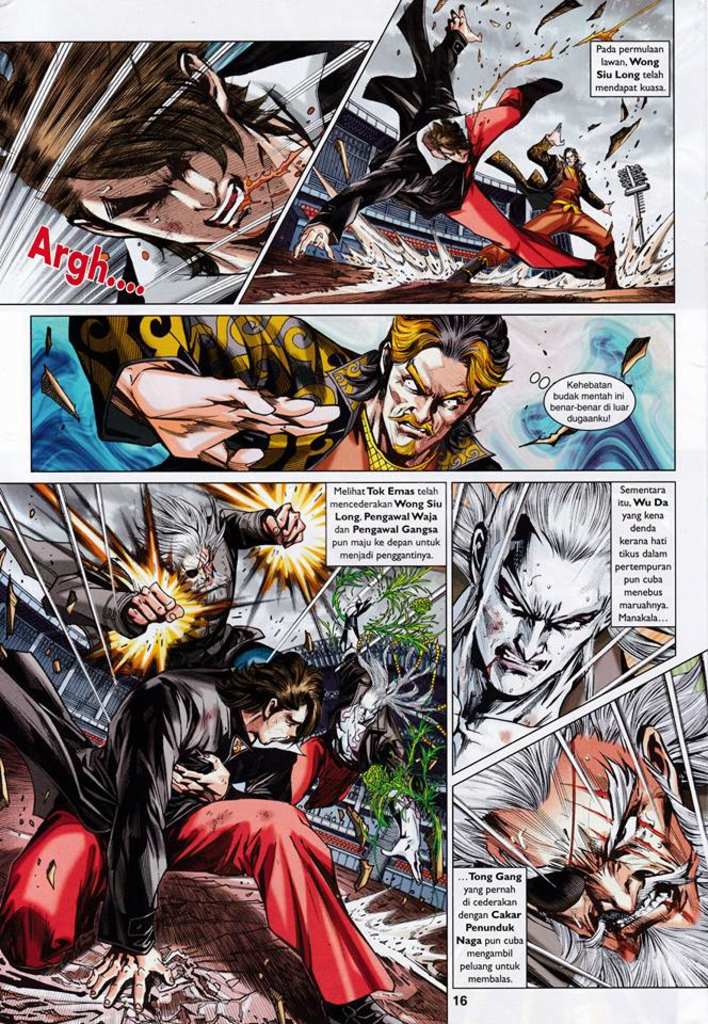 Pada permulaan
lawan, Wong
Siu Long telah
mendapat kuasa.
Argh....
Kehebatan
budak mentah ini
benar-benar di luar
dugaanku!
Melihat Tok Emas telah
mencederakan Wong Siu
Long, Pengawal Waja
dan Pengawal Gangsa
pun maju ke depan untuk
menjadi penggantinya.
Sementara
itu, Wu Da
yang kena
denda
kerana hati
tikus dalam
pertempuran
pun cuba
menebus
maruahnya.
Manakala...
...Tong Gang
yang pernah
di cederakan
dengan Cakar
Penunduk
Naga pun cuba
mengambil
peluang untuk
membalas.
16